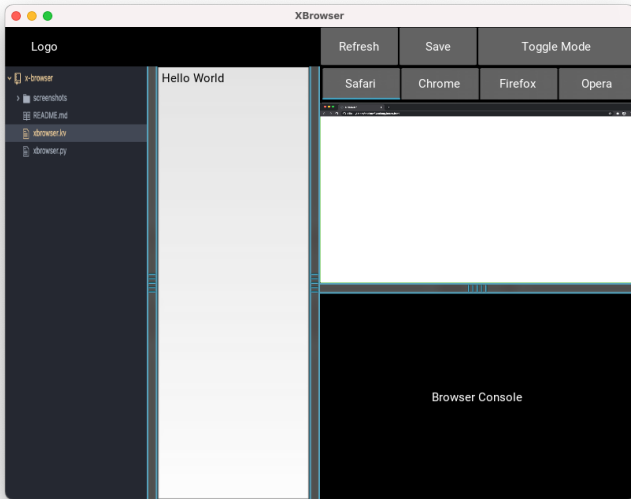 XBrowser
Logo
Refresh
Save
Toggle Mode
x-browser
screenshots
README.md
xbrowser.kv
xbrowser.py
Hello World
Safari
Chrome
Firefox
Opera
Browser Console